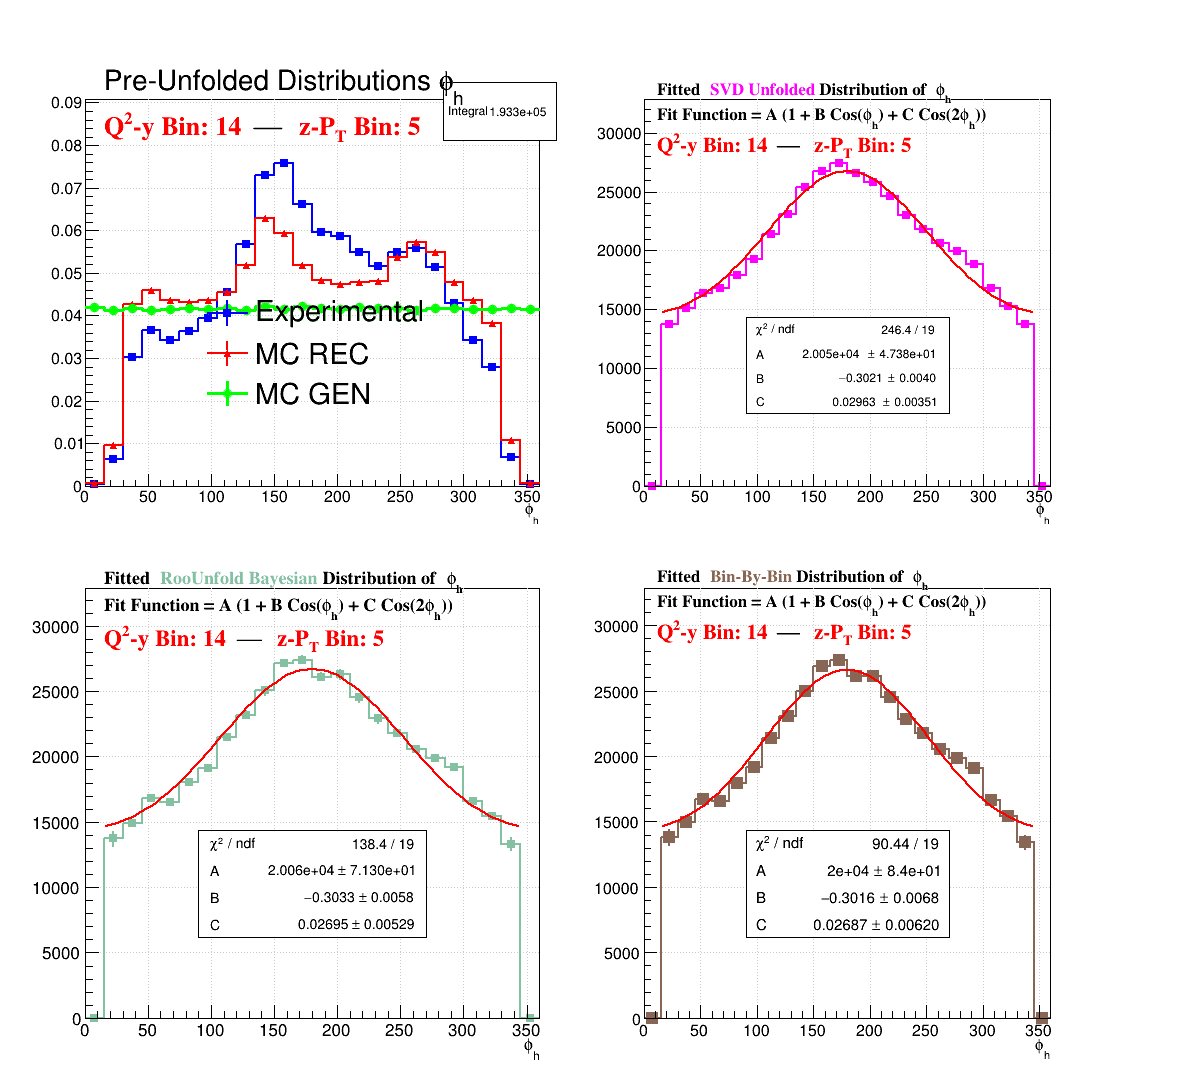 Pre-Unfolded Distributions ϕh
Integral 1.933e+05
Q2-y Bin: 14 — z-PT Bin: 5
0.09
0.08
0.07
0.06
0.05
0.04
0.03
0.02
0.01
0
Experimental
MC REC
MC GEN
0 50 100 150 200 250 300 350
ϕh
Fitted SVD Unfolded Distribution of ϕh
Fit Function = A (1 + B Cos(ϕh) + C Cos(2ϕh))
Q2-y Bin: 14 — z-PT Bin: 5
30000
25000
20000
15000
10000
5000
0
χ2 / ndf 246.4 / 19
A 2.005e+04 ± 4.738e+01
B −0.3021 ± 0.0040
C 0.02963 ± 0.00351
0 50 100 150 200 250 300 350
ϕh
Fitted RooUnfold Bayesian Distribution of ϕh
Fit Function = A (1 + B Cos(ϕh) + C Cos(2ϕh))
Q2-y Bin: 14 — z-PT Bin: 5
30000
25000
20000
15000
10000
5000
0
χ2 / ndf 138.4 / 19
A 2.006e+04 ± 7.130e+01
B −0.3033 ± 0.0058
C 0.02695 ± 0.00529
0 50 100 150 200 250 300 350
ϕh
Fitted Bin-By-Bin Distribution of ϕh
Fit Function = A (1 + B Cos(ϕh) + C Cos(2ϕh))
Q2-y Bin: 14 — z-PT Bin: 5
30000
25000
20000
15000
10000
5000
0
χ2 / ndf 90.44 / 19
A 2e+04 ± 8.4e+01
B −0.3016 ± 0.0068
C 0.02687 ± 0.00620
0 50 100 150 200 250 300 350
ϕh